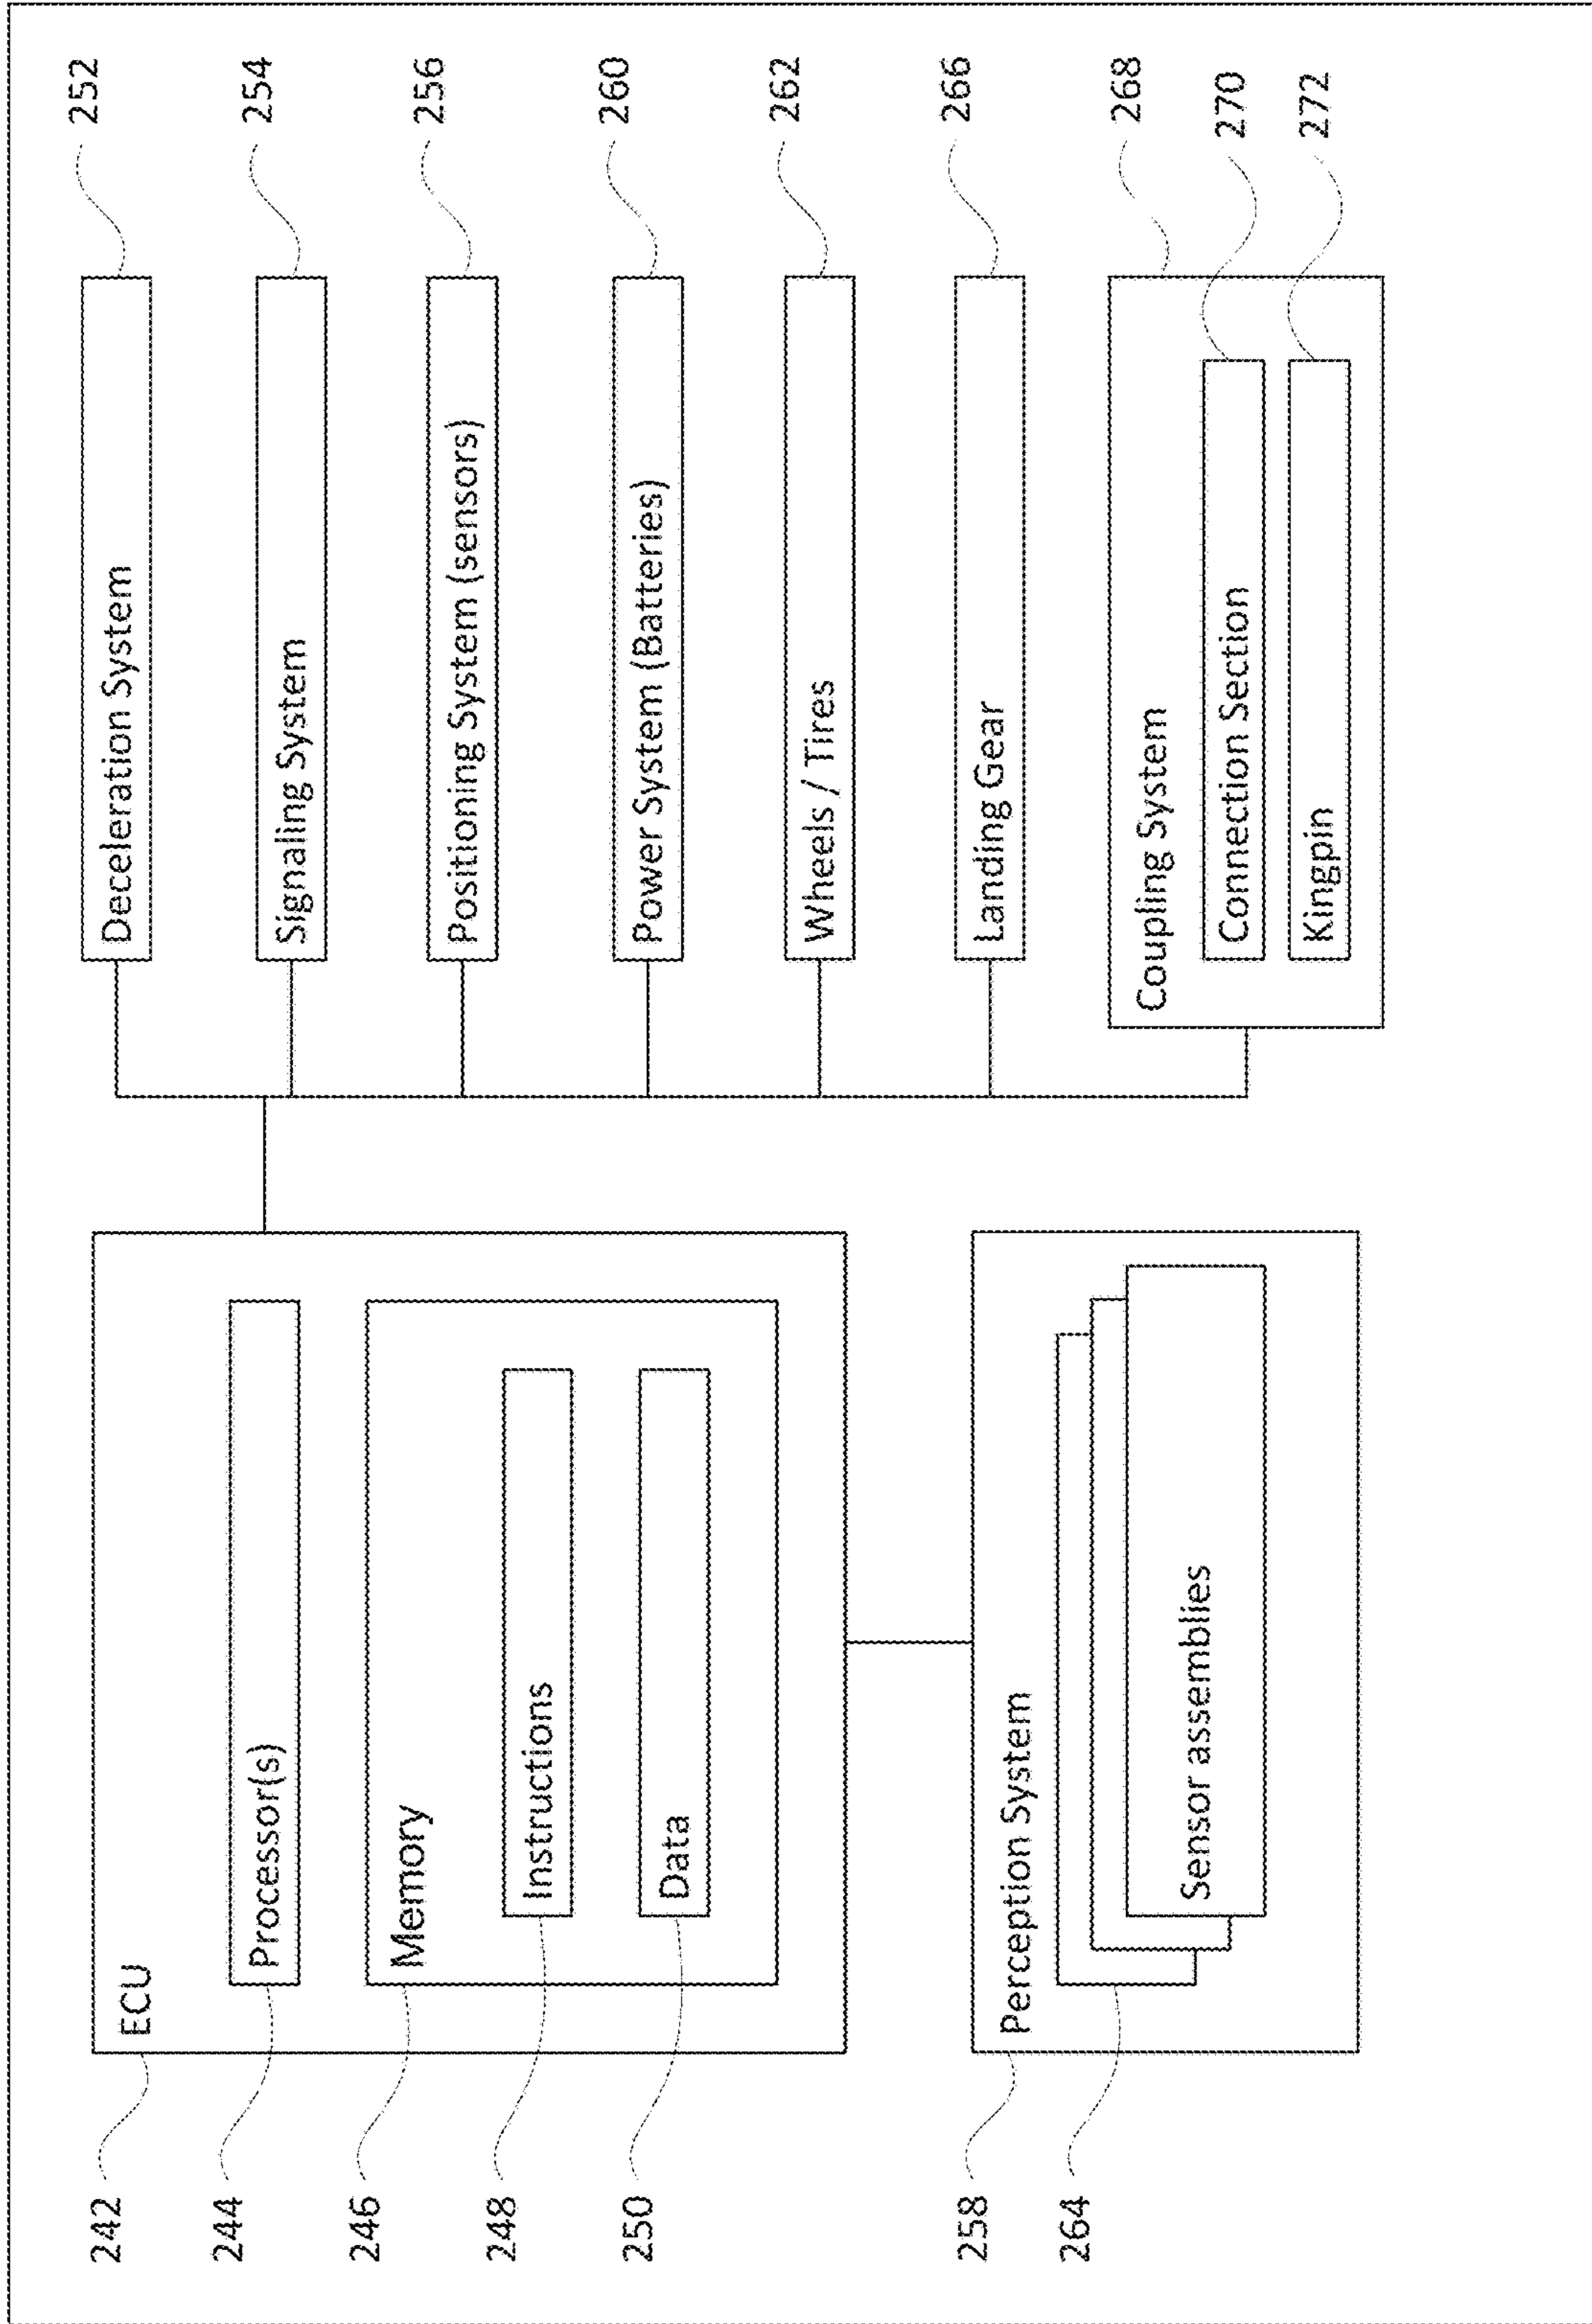 242
ECU
244
Processor(s)
246
Memory
248
Instructions
250
Data
258
Perception System
264
Sensor assemblies
Deceleration System
252
Signaling System
254
Positioning System (sensors)
256
Power System (Batteries)
260
Wheels / Tires
262
Landing Gear
266
Coupling System
268
Connection Section
270
Kingpin
272